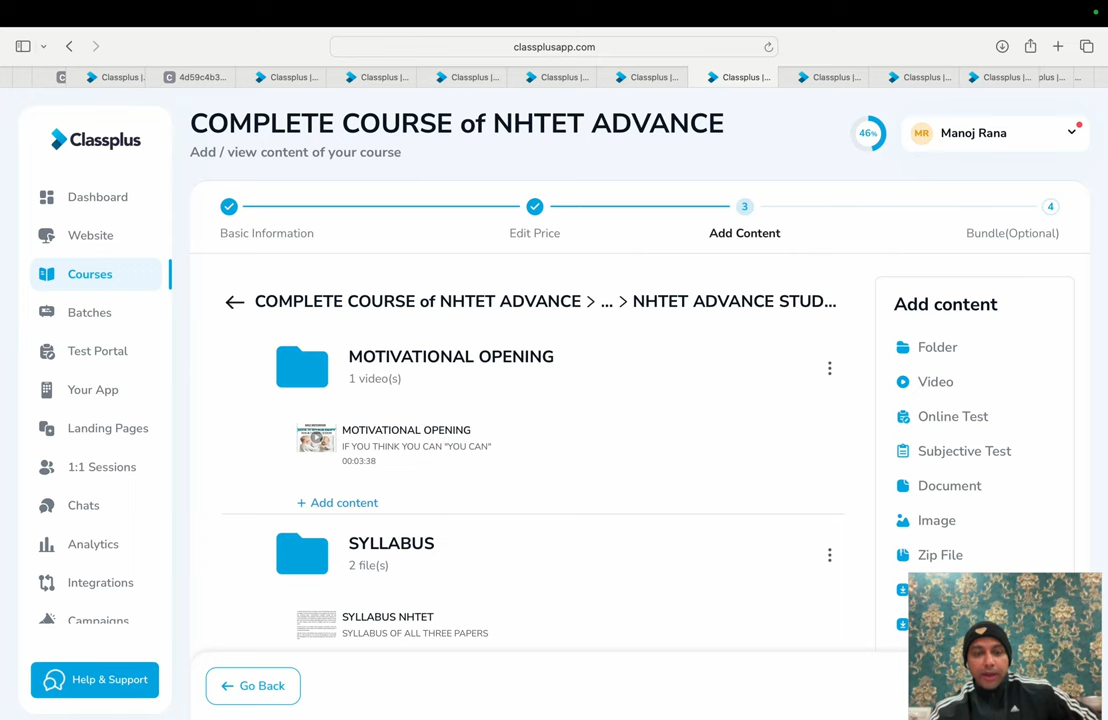 classplusapp.com
C
Classplus |.
C 4d59c4b3...
Classplus |...
Classplus |...
Classplus |...
Classplus |...
Classplus |...
Classplus |...
Classplus |...
Classplus |...
Classplus |...
plus |...
...
Classplus
COMPLETE COURSE of NHTET ADVANCE
Add / view content of your course
46%
MR Manoj Rana
Dashboard
Website
Courses
Batches
Test Portal
Your App
Landing Pages
1:1 Sessions
Chats
Analytics
Integrations
Campaigns
Help & Support
3
4
Basic Information
Edit Price
Add Content
Bundle(Optional)
COMPLETE COURSE of NHTET ADVANCE > ... > NHTET ADVANCE STUD...
MOTIVATIONAL OPENING
1 video(s)
MOTIVATIONAL OPENING
IF YOU THINK YOU CAN "YOU CAN"
00:03:38
+ Add content
SYLLABUS
2 file(s)
SYLLABUS NHTET
SYLLABUS OF ALL THREE PAPERS
Go Back
Add content
Folder
Video
Online Test
Subjective Test
Document
Image
Zip File